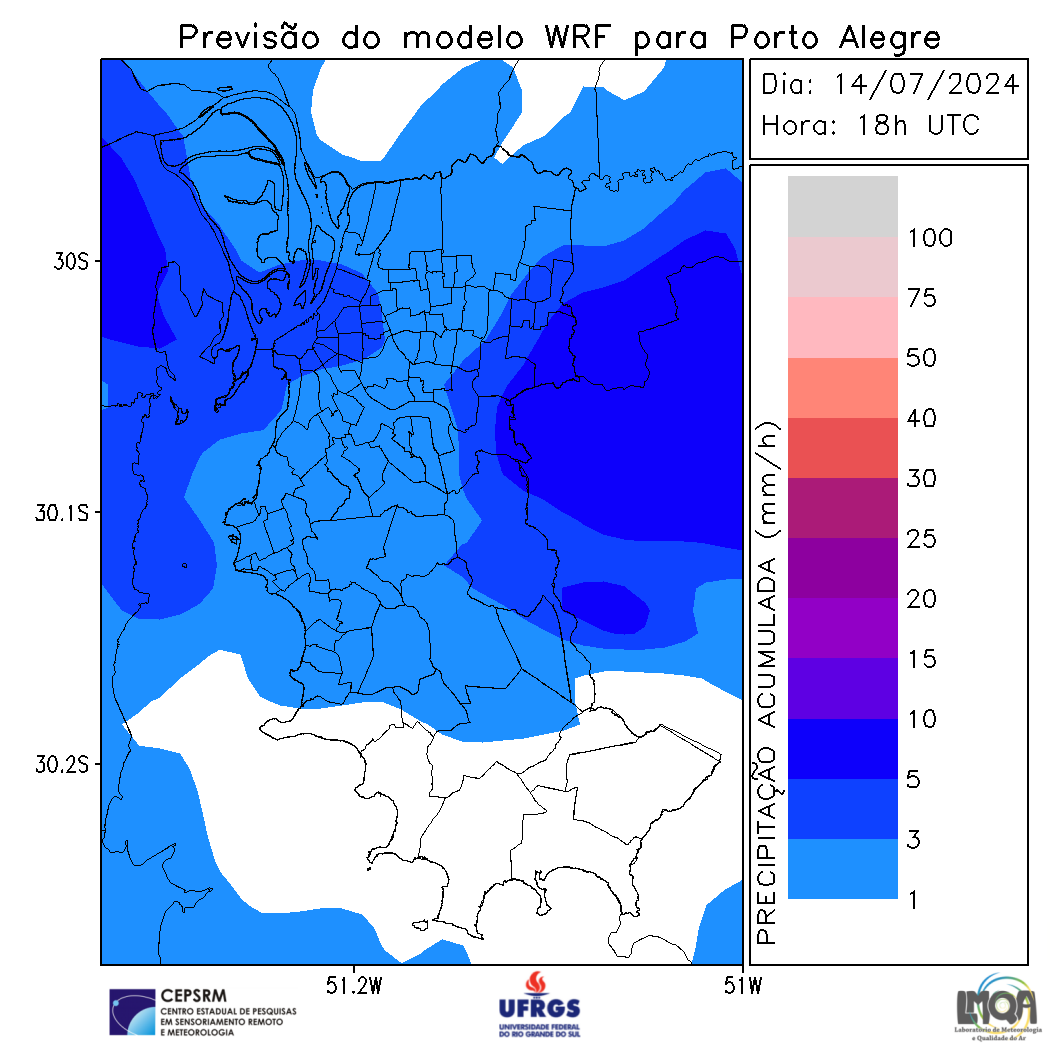 Previsão do modelo WRF para Porto Alegre
Dia: 14/07/2024
Hora: 18h UTC
30S
30.1S
30.2S
51.2W
51W
PRECIPITAÇÃO ACUMULADA (mm/h)
100
75
50
40
30
25
20
15
10
5
3
1
CEPSRM
CENTRO ESTADUAL DE PESQUISAS
EM SENSORIAMENTO REMOTO
E METEOROLOGIA
UFRGS
UNIVERSIDADE FEDERAL
DO RIO GRANDE DO SUL
LMQA
Laboratório de Meteorologia
e Qualidade do Ar